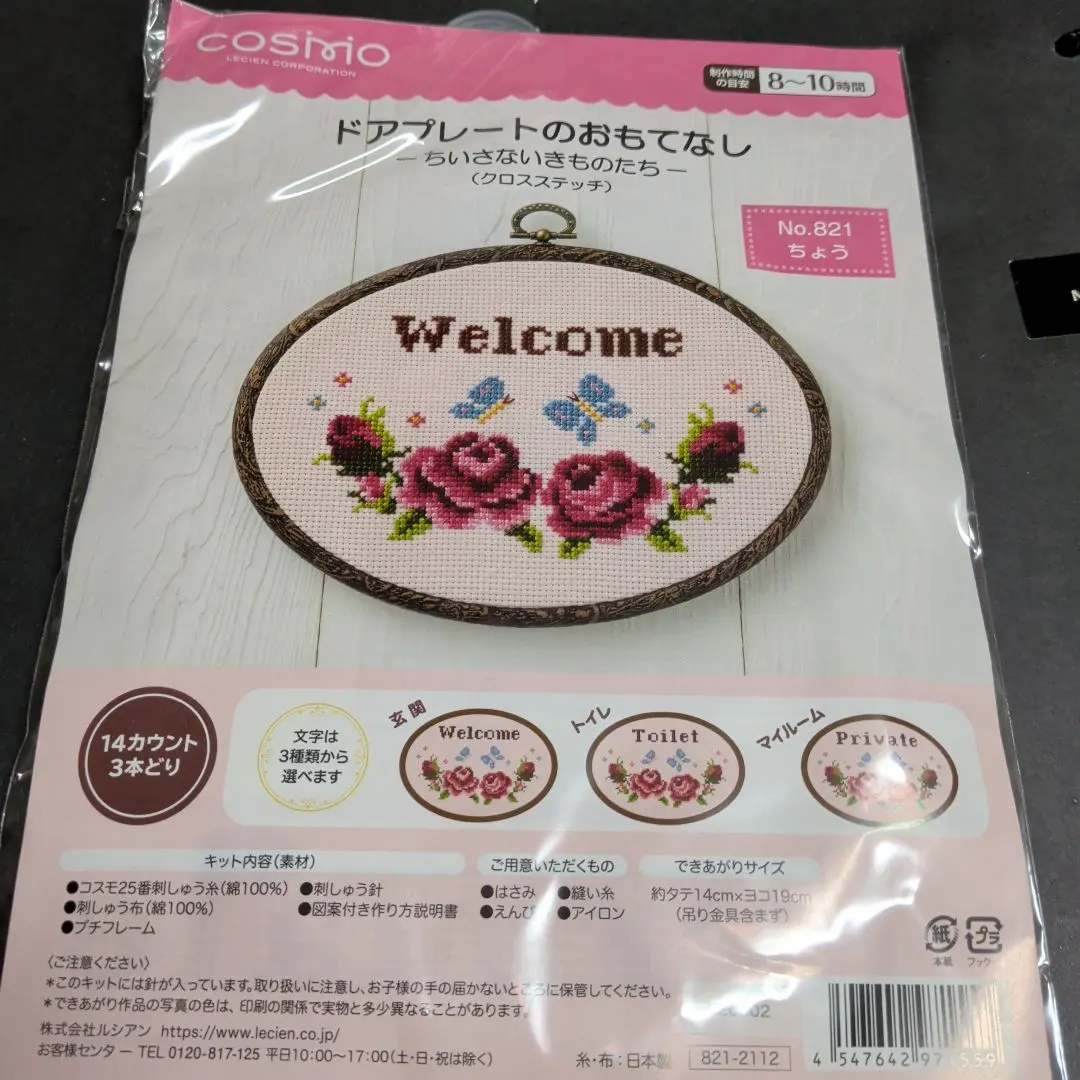 COSMO
LECIEN CORPORATION
制作時間
の目安
8〜10時間
ドアプレートのおもてなし
－ちいさないきものたち－
(クロスステッチ)
No.821
ちょう
Welcome
14カウント
3本どり
文字は
3種類から
選べます
玄関
Welcome
トイレ
Toilet
マイルーム
Private
キット内容(素材)
●コスモ25番刺しゅう糸(綿100%)
●刺しゅう布(綿100%)
●プチフレーム
●刺しゅう針
●図案付き作り方説明書
ご用意いただくもの
●はさみ ●縫い糸
●えんぴ ●アイロン
できあがりサイズ
約タテ14cm×ヨコ19cm
(吊り金具含まず)
紙
本紙
プラ
フック
〈ご注意ください〉
*このキットには針が入っています。取り扱いに注意し、お子様の手の届かないところに保管してください。
*できあがり作品の写真の色は、印刷の関係で実物と多少異なることがあります。
株式会社ルシアン https://www.lecien.co.jp/
お客様センター TEL 0120-817-125 平日10:00〜17:00(土・日・祝は除く)
糸・布：日本製
821-2112
4 547642 97